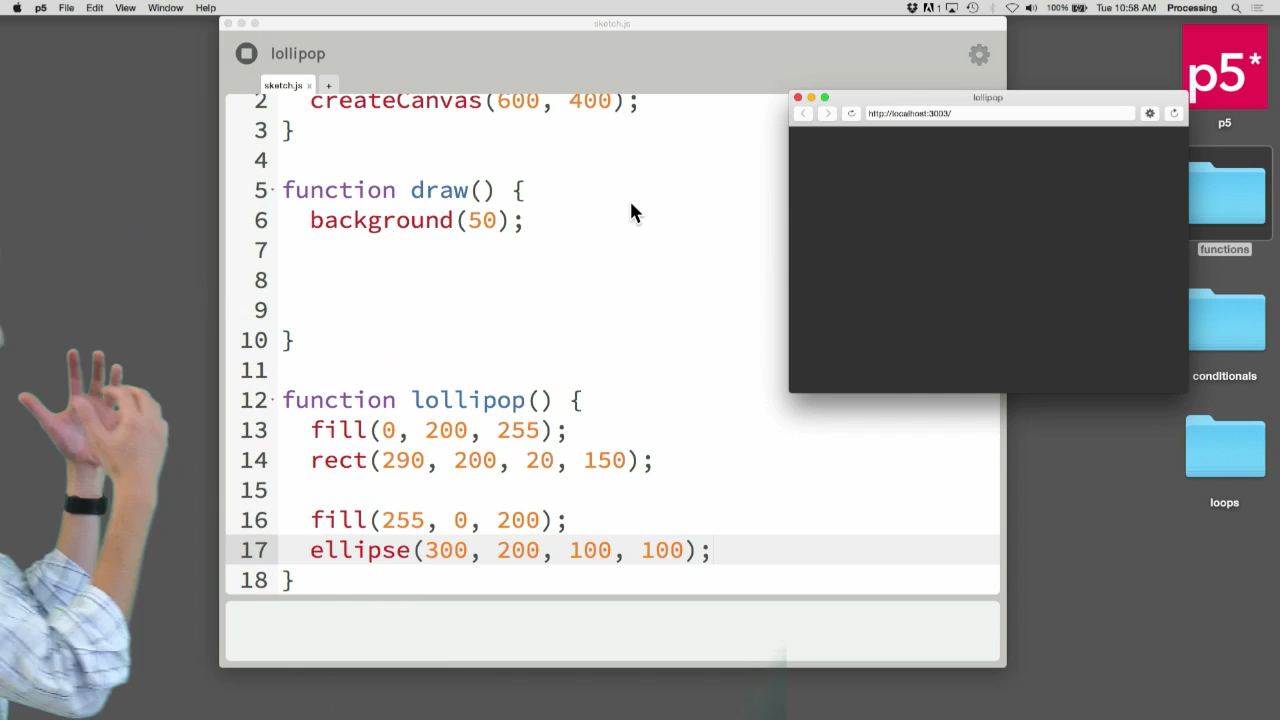 p5 File Edit View Window Help 1 100% Tue 10:58 AM Processing
sketch.js
lollipop
sketch.js x +
2 createCanvas(600, 400);
3 }
4
5 function draw() {
6 background(50);
7
8
9
10 }
11
12 function lollipop() {
13 fill(0, 200, 255);
14 rect(290, 200, 20, 150);
15
16 fill(255, 0, 200);
17 ellipse(300, 200, 100, 100);
18 }
lollipop
http://localhost:3003/
p5*
p5
functions
conditionals
loops